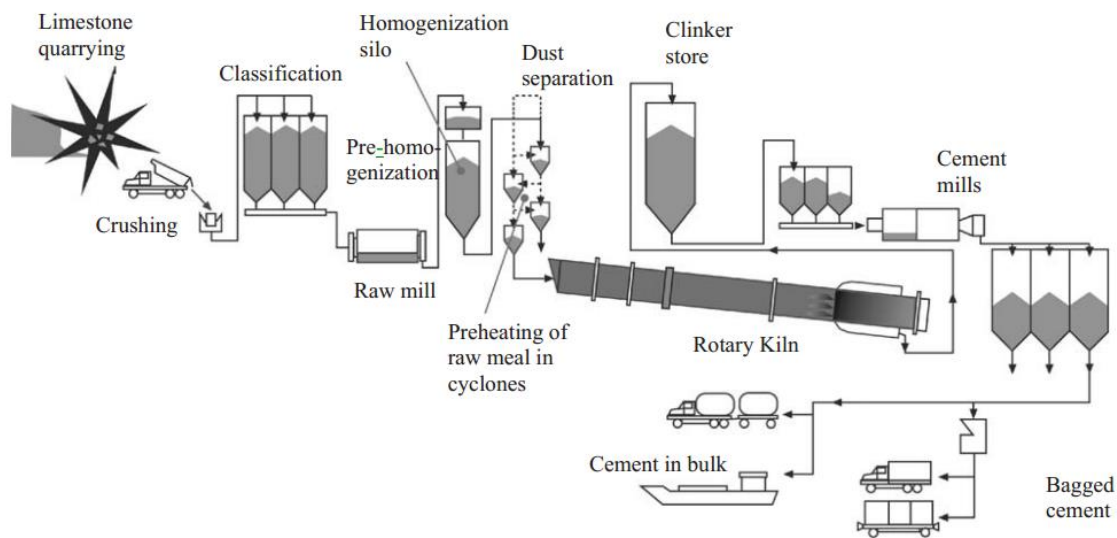 Limestone
quarrying
Classification
Homogenization
silo
Dust
separation
Clinker
store
Pre-homo-
genization
Cement
mills
Crushing
Raw mill
Preheating of
raw meal in
cyclones
Rotary Kiln
Cement in bulk
Bagged
cement